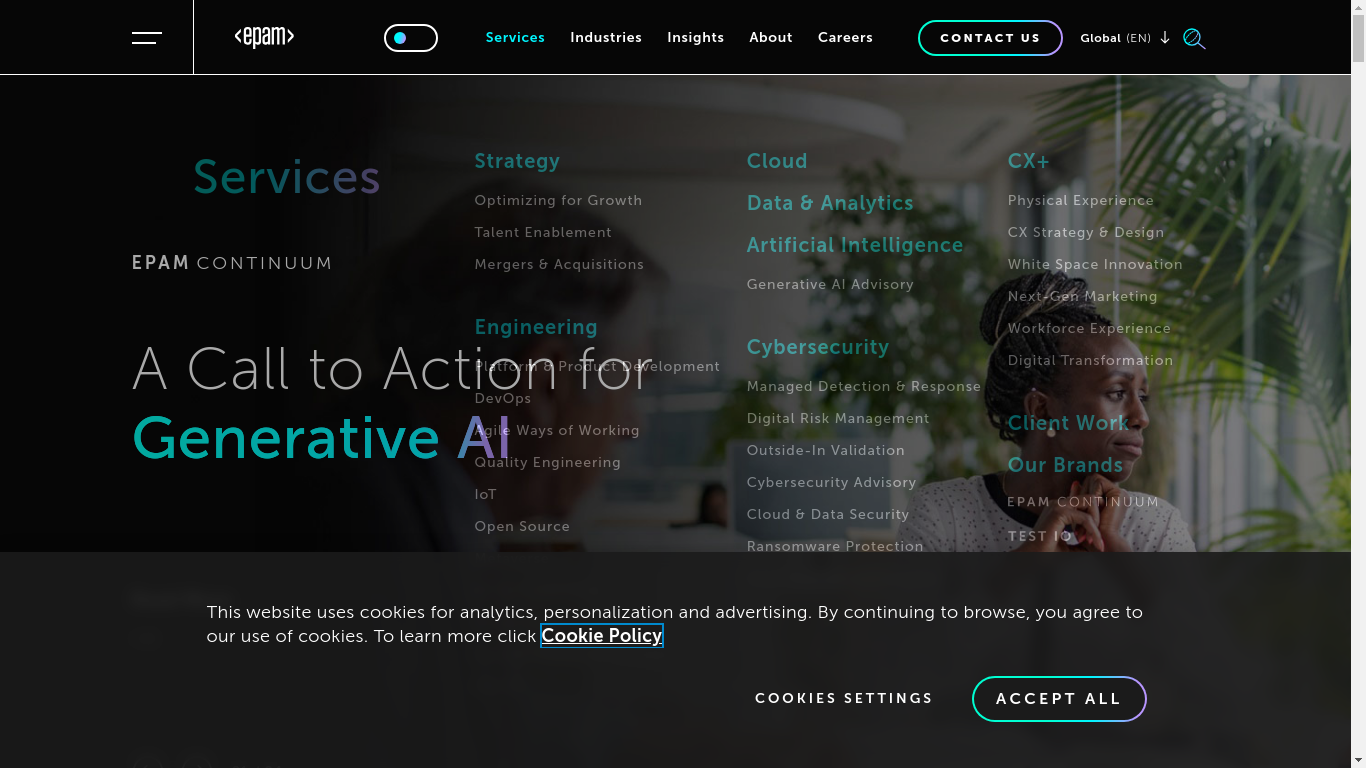 <epam>
Services
Industries
Insights
About
Careers
CONTACT US
Global (EN)
Services
EPAM CONTINUUM
A Call to Action for
Generative AI
Strategy
Optimizing for Growth
Talent Enablement
Mergers & Acquisitions
Engineering
Platform & Product Development
DevOps
Agile Ways of Working
Quality Engineering
IoT
Open Source
Cloud
Data & Analytics
Artificial Intelligence
Generative AI Advisory
Cybersecurity
Managed Detection & Response
Digital Risk Management
Outside-In Validation
Cybersecurity Advisory
Cloud & Data Security
Ransomware Protection
CX+
Physical Experience
CX Strategy & Design
White Space Innovation
Next-Gen Marketing
Workforce Experience
Digital Transformation
Client Work
Our Brands
EPAM CONTINUUM
TEST IO
This website uses cookies for analytics, personalization and advertising. By continuing to browse, you agree to
our use of cookies. To learn more click Cookie Policy
COOKIES SETTINGS
ACCEPT ALL